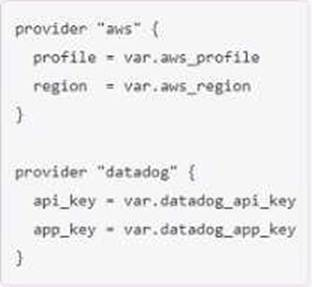 provider "aws" {
  profile = var.aws_profile
  region  = var.aws_region
}

provider "datadog" {
  api_key = var.datadog_api_key
  app_key = var.datadog_app_key
}